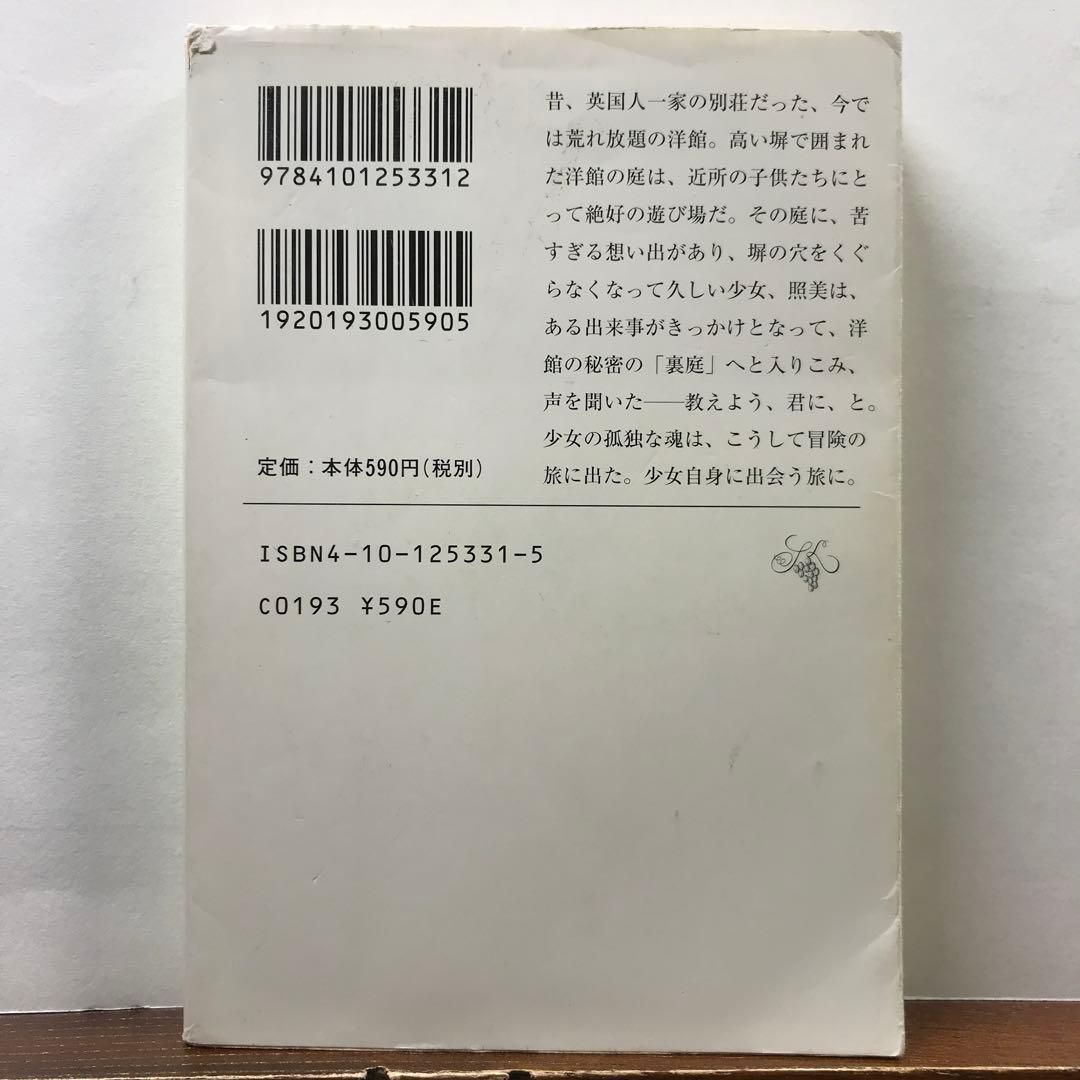 9784101253312
1920193005905
定価：本体590円（税別）
昔、英国人一家の別荘だった、今で
は荒れ放題の洋館。高い塀で囲まれ
た洋館の庭は、近所の子供たちにと
って絶好の遊び場だ。その庭に、苦
すぎる想い出があり、塀の穴をくぐ
らなくなって久しい少女、照美は、
ある出来事がきっかけとなって、洋
館の秘密の「裏庭」へと入りこみ、
声を聞いた――教えよう、君に、と。
少女の孤独な魂は、こうして冒険の
旅に出た。少女自身に出会う旅に。
ISBN4-10-125331-5
C0193 ¥590E